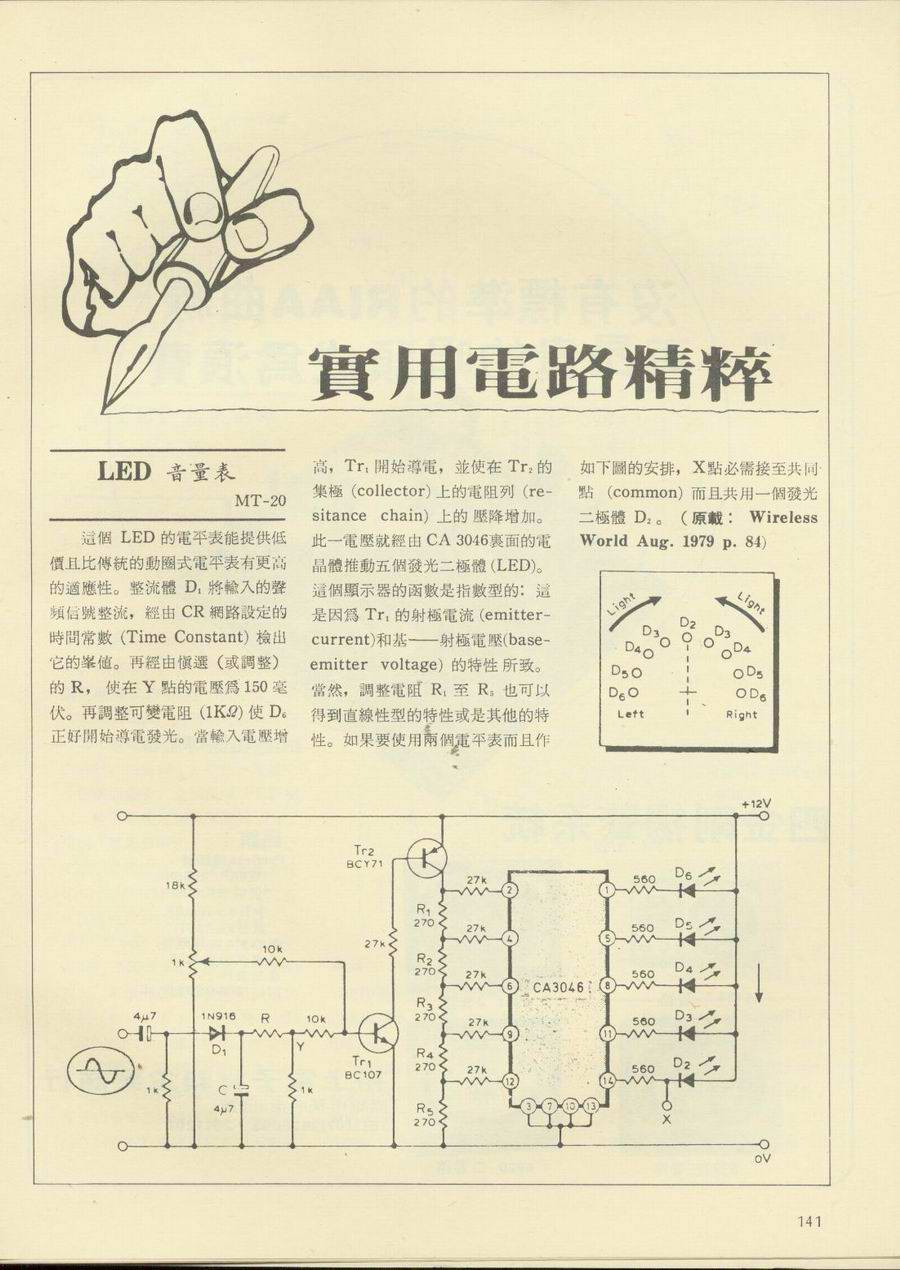 實用電路精粹
LED 音量表
MT-20
這個 LED 的電平表能提供低
價且比傳統的動圈式電平表有更高
的適應性。整流體 D₁ 將輸入的聲
頻信號整流，經由 CR 網路設定的
時間常數 (Time Constant) 檢出
它的峯值。再經由慎選（或調整）
的 R， 使在 Y 點的電壓爲 150 毫
伏。再調整可變電阻 (1KΩ) 使 D₆
正好開始導電發光。當輸入電壓增
高，Tr₁ 開始導電，並使在 Tr₂ 的
集極 (collector) 上的電阻列 (re-
sitance chain) 上的 壓降增加。
此一電壓就經由 CA 3046裏面的電
晶體推動五個發光二極體 (LED)。
這個顯示器的函數是指數型的：這
是因爲 Tr₁ 的射極電流 (emitter-
current)和基——射極電壓(base-
emitter voltage) 的特性所致。
當然，調整電阻 R₁ 至 R₅ 也可以
得到直線性型的特性或是其他的特
性。如果要使用兩個電平表而且作
如下圖的安排，X點必需接至共同
點 (common) 而且共用一個發光
二極體 D₂。（原載： Wireless
World Aug. 1979 p. 84)
Light Light
D2
D3 D3
D4 D4
D5 D5
D6 D6
Left Right
+12V
Tr2
BCY71
18k
1k
10k
27k
4μ7
1N916
D1
R
10k
Y
1k
C
4μ7
1k
Tr1
BC107
R1
270
R2
270
R3
270
R4
270
R5
270
27k
27k
27k
27k
27k
2
4
6
9
12
CA3046
1
5
8
11
14
3 7 10 13
560 D6
560 D5
560 D4
560 D3
560 D2
X
0V
141